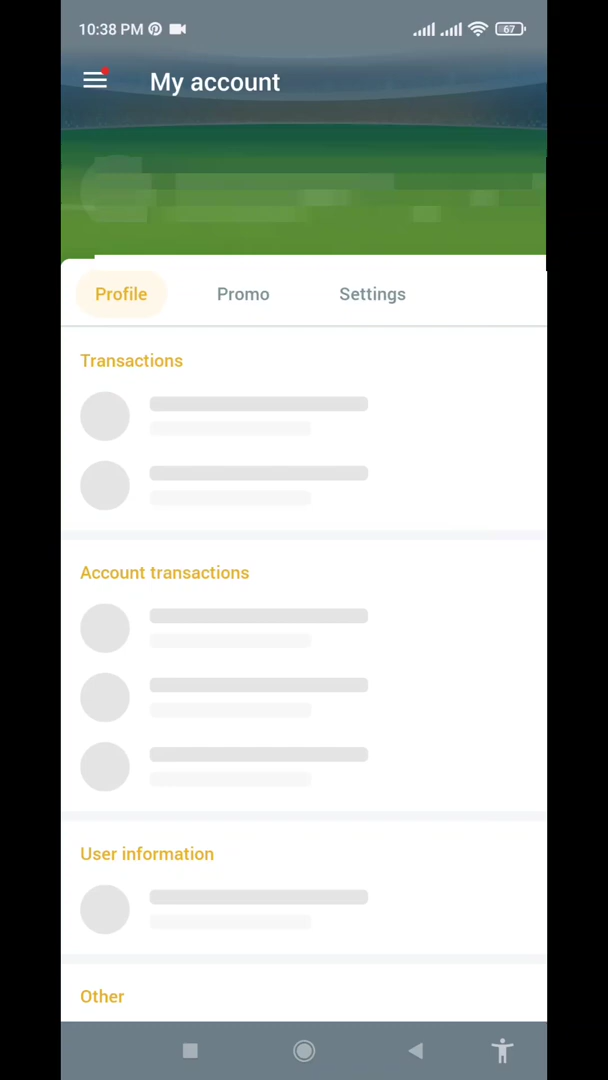 10:38 PM
67
My account
Profile Promo Settings
Transactions
Account transactions
User information
Other